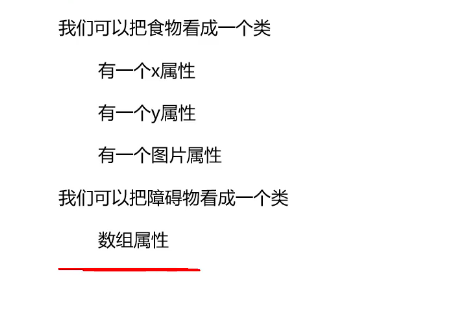 我们可以把食物看成一个类
有一个x属性
有一个y属性
有一个图片属性
我们可以把障碍物看成一个类
数组属性